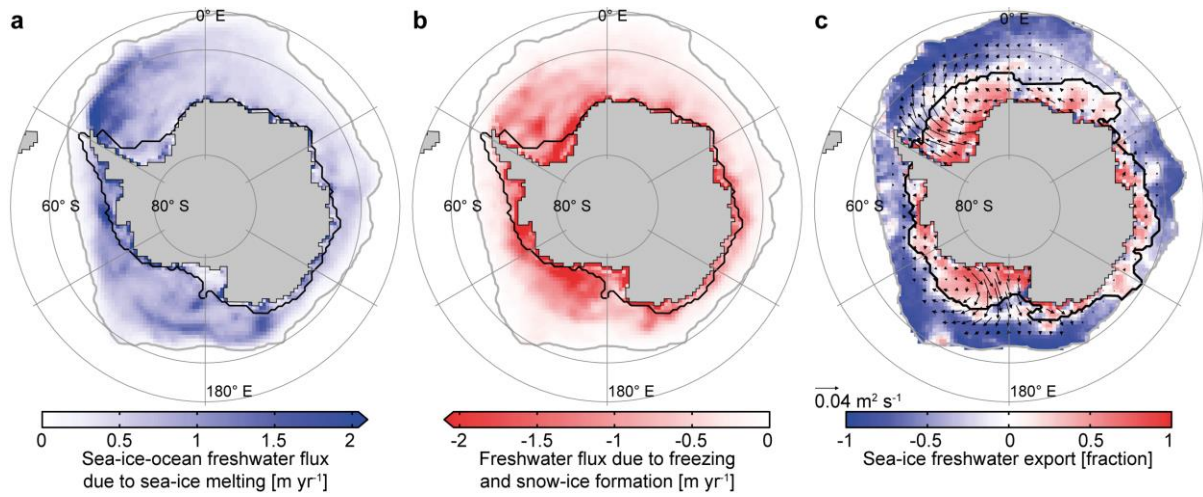 a
0° E
60° S
80° S
180° E
0 0.5 1 1.5 2
Sea-ice-ocean freshwater flux
due to sea-ice melting [m yr⁻¹]
b
0° E
60° S
80° S
180° E
-2 -1.5 -1 -0.5 0
Freshwater flux due to freezing
and snow-ice formation [m yr⁻¹]
c
0° E
60° S
80° S
180° E
0.04 m² s⁻¹
-1 -0.5 0 0.5 1
Sea-ice freshwater export [fraction]